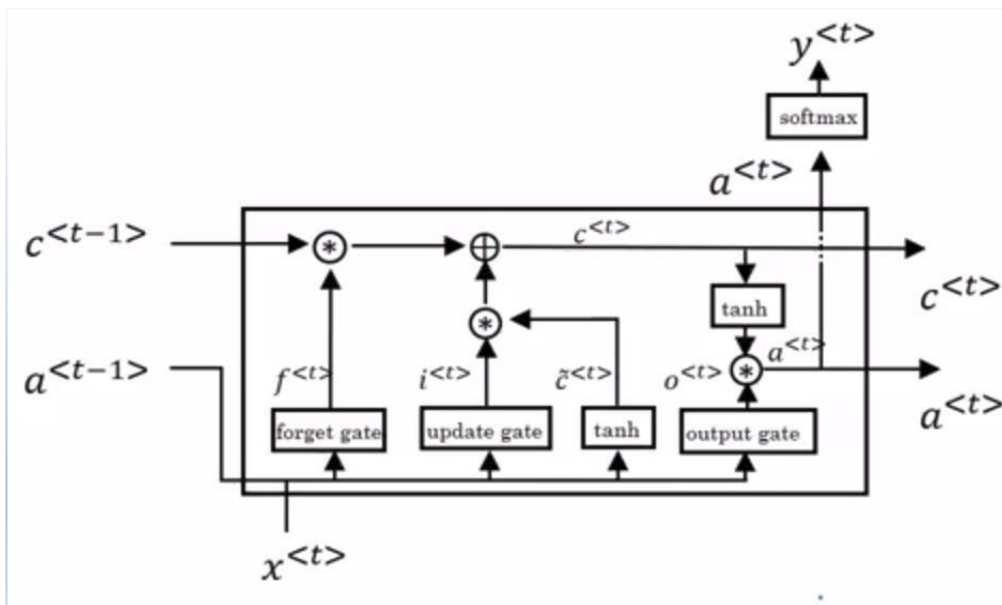 y^{<t>}
softmax
a^{<t>}
c^{<t-1>}
c^{<t>}
c^{<t>}
tanh
a^{<t-1>}
f^{<t>}
i^{<t>}
c̃^{<t>}
o^{<t>}
a^{<t>}
a^{<t>}
forget gate
update gate
tanh
output gate
x^{<t>}